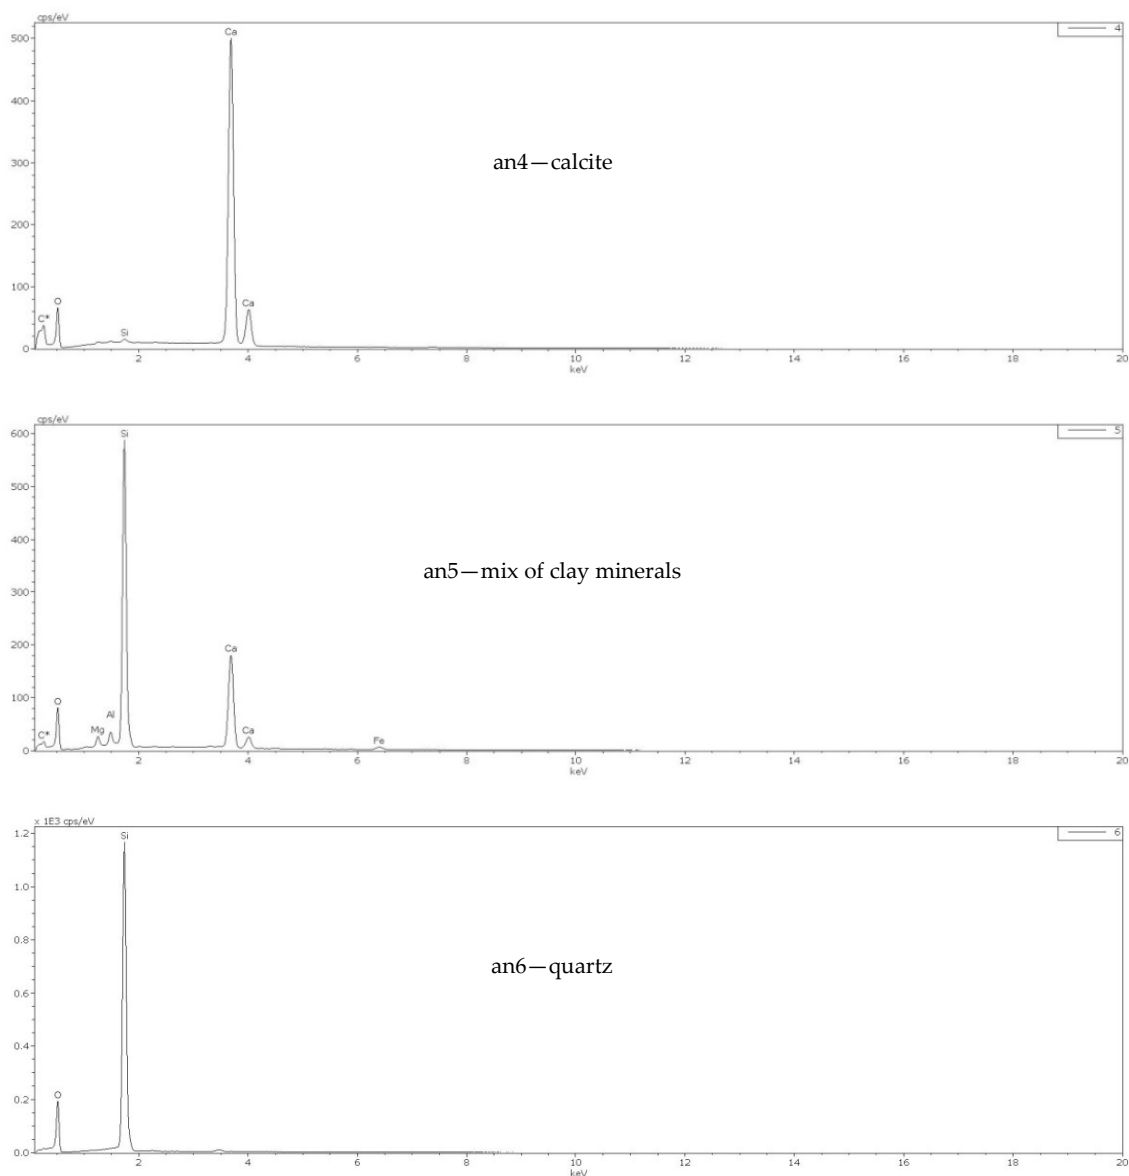 cps/eV
4
500
Ca
400
an4—calcite
300
200
100
O
Ca
C*
Si
0
2 4 6 8 10 12 14 16 18 20
keV
cps/eV
5
600
Si
500
400
an5—mix of clay minerals
300
200
Ca
100
O
Al
Mg
Ca
C*
Fe
0
2 4 6 8 10 12 14 16 18 20
keV
x 1E3 cps/eV
6
1.2
Si
1.0
0.8
an6—quartz
0.6
0.4
0.2
O
0.0
2 4 6 8 10 12 14 16 18 20
keV